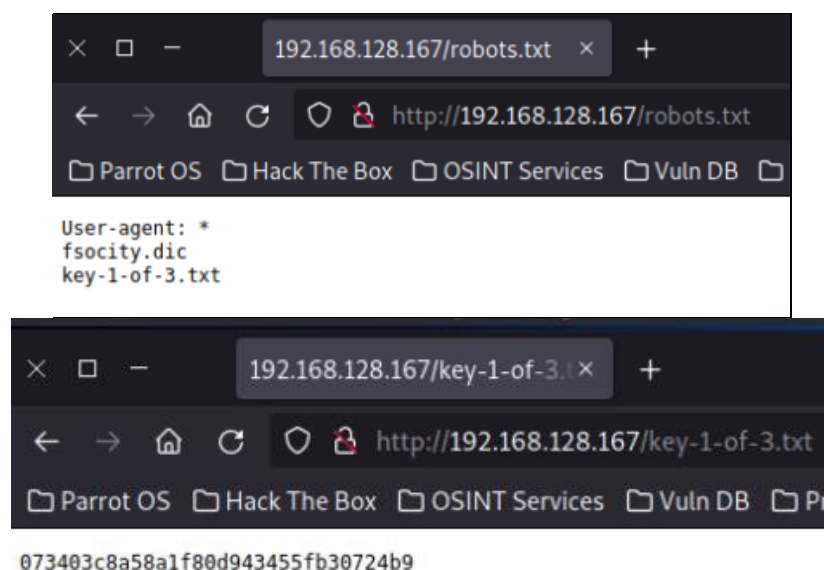 192.168.128.167/robots.txt
http://192.168.128.167/robots.txt
Parrot OS Hack The Box OSINT Services Vuln DB
User-agent: *
fsocity.dic
key-1-of-3.txt
192.168.128.167/key-1-of-3.t
http://192.168.128.167/key-1-of-3.txt
Parrot OS Hack The Box OSINT Services Vuln DB
073403c8a58a1f80d943455fb30724b9